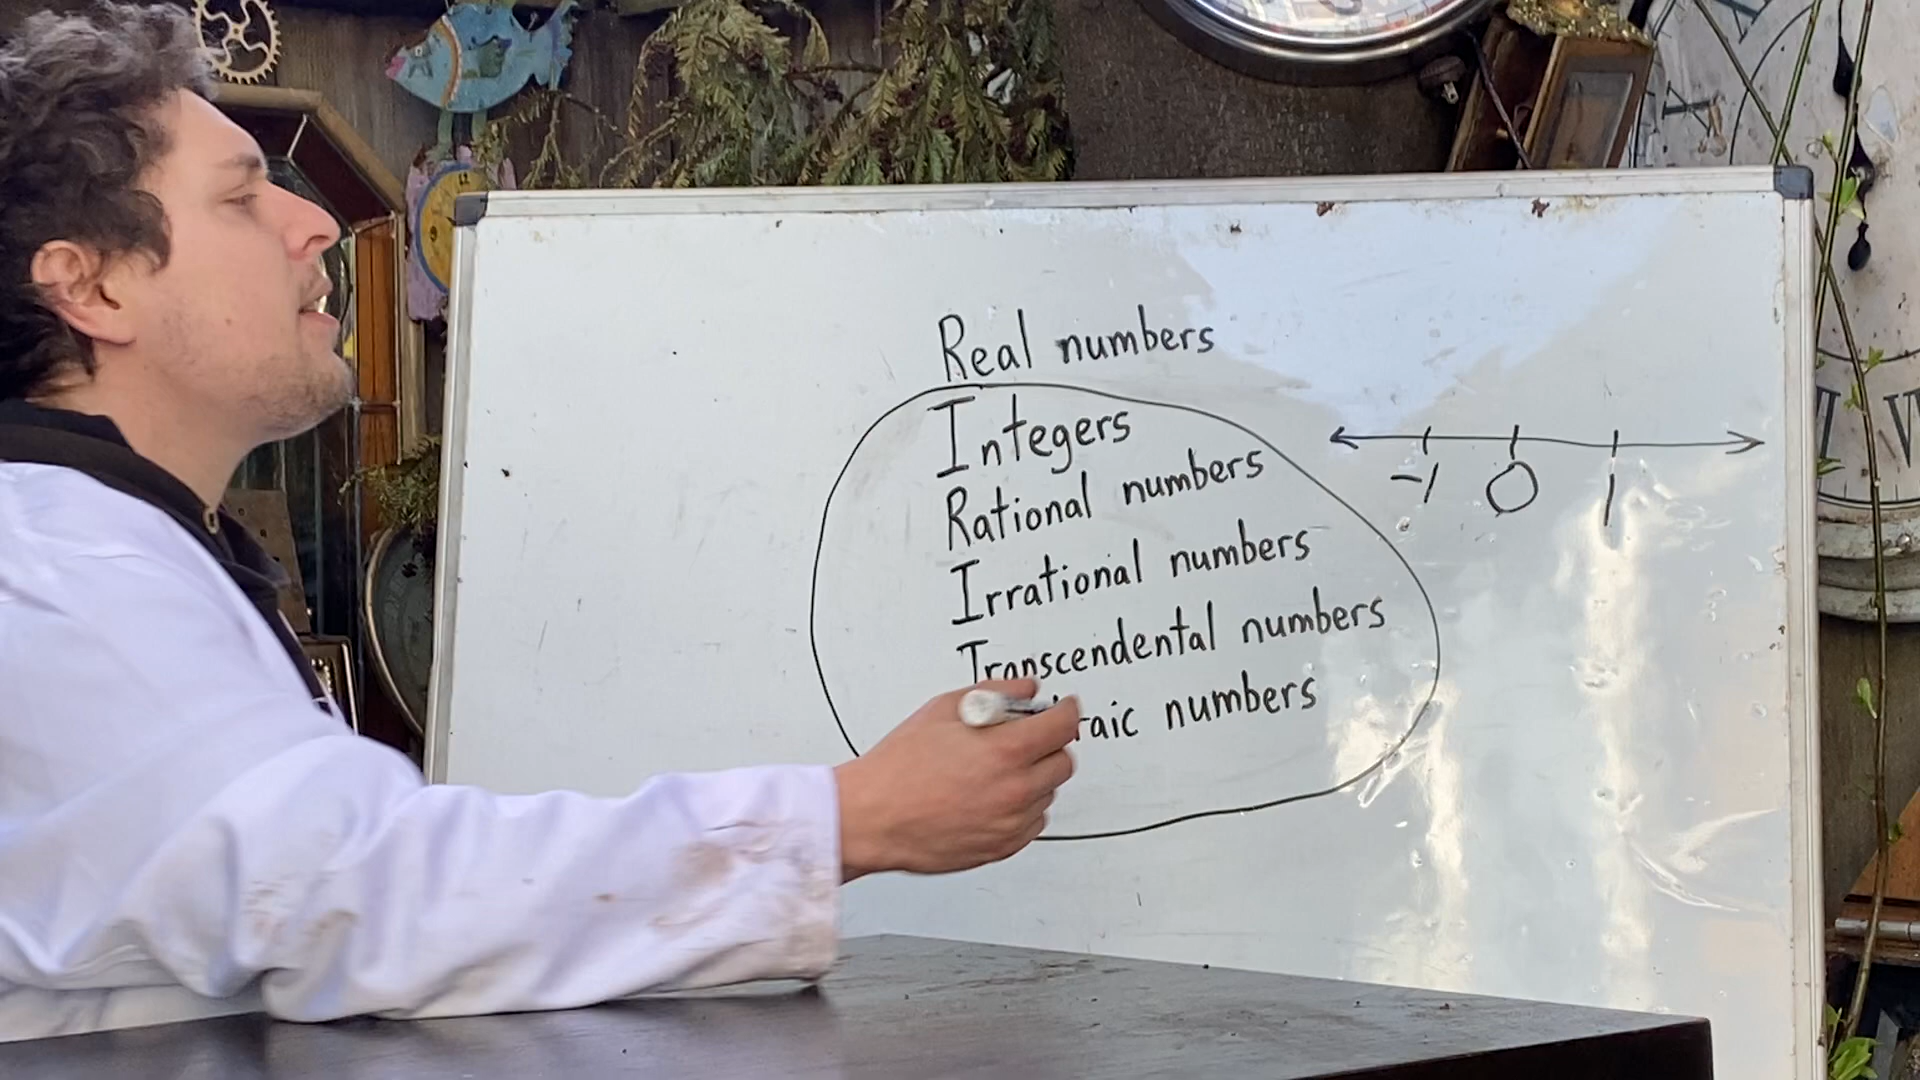 Real numbers
Integers
Rational numbers
Irrational numbers
Transcendental numbers
raic numbers
-1 0 1